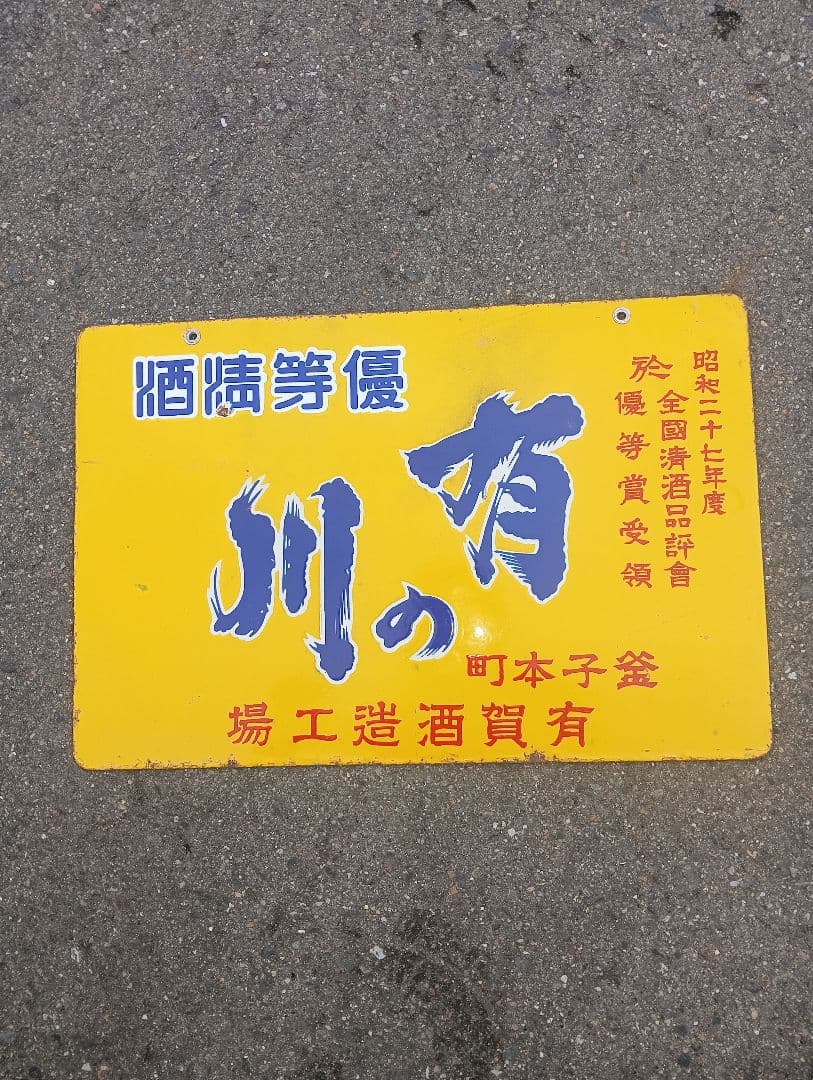 昭和二十七年度
全國清酒品評會
於優等賞受領
優等清酒
有の川
釜子本町
有賀酒造工場